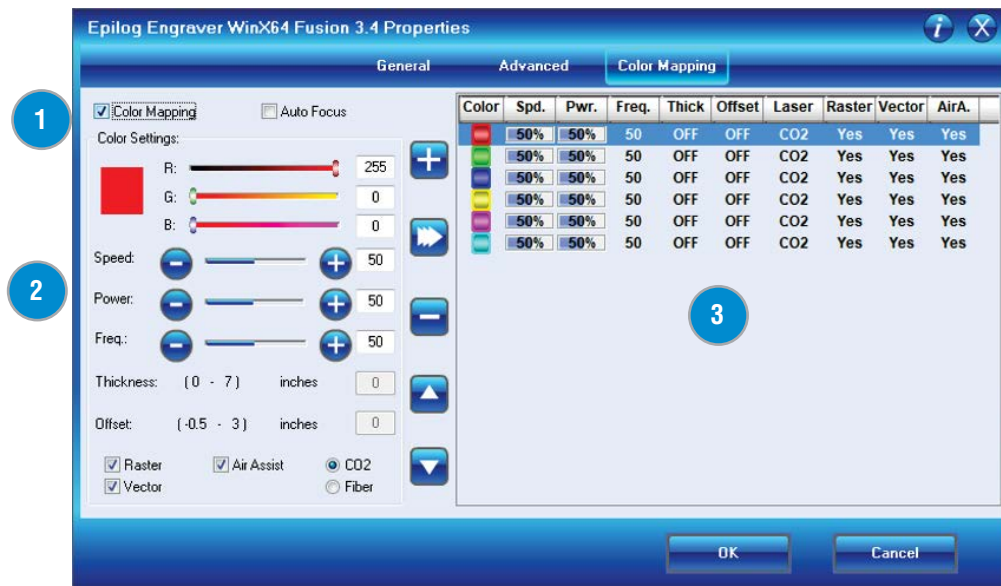 Epilog Engraver WinX64 Fusion 3.4 Properties
General Advanced Color Mapping
1
Color Mapping Auto Focus
Color Settings:
R: 255
G: 0
B: 0
2
Speed: 50
Power: 50
Freq.: 50
Thickness: ( 0 - 7 ) inches 0
Offset: ( -0.5 - 3 ) inches 0
Raster Air Assist CO2
Vector Fiber
Color Spd. Pwr. Freq. Thick Offset Laser Raster Vector AirA.
50% 50% 50 OFF OFF CO2 Yes Yes Yes
50% 50% 50 OFF OFF CO2 Yes Yes Yes
50% 50% 50 OFF OFF CO2 Yes Yes Yes
50% 50% 50 OFF OFF CO2 Yes Yes Yes
50% 50% 50 OFF OFF CO2 Yes Yes Yes
50% 50% 50 OFF OFF CO2 Yes Yes Yes
3
OK Cancel